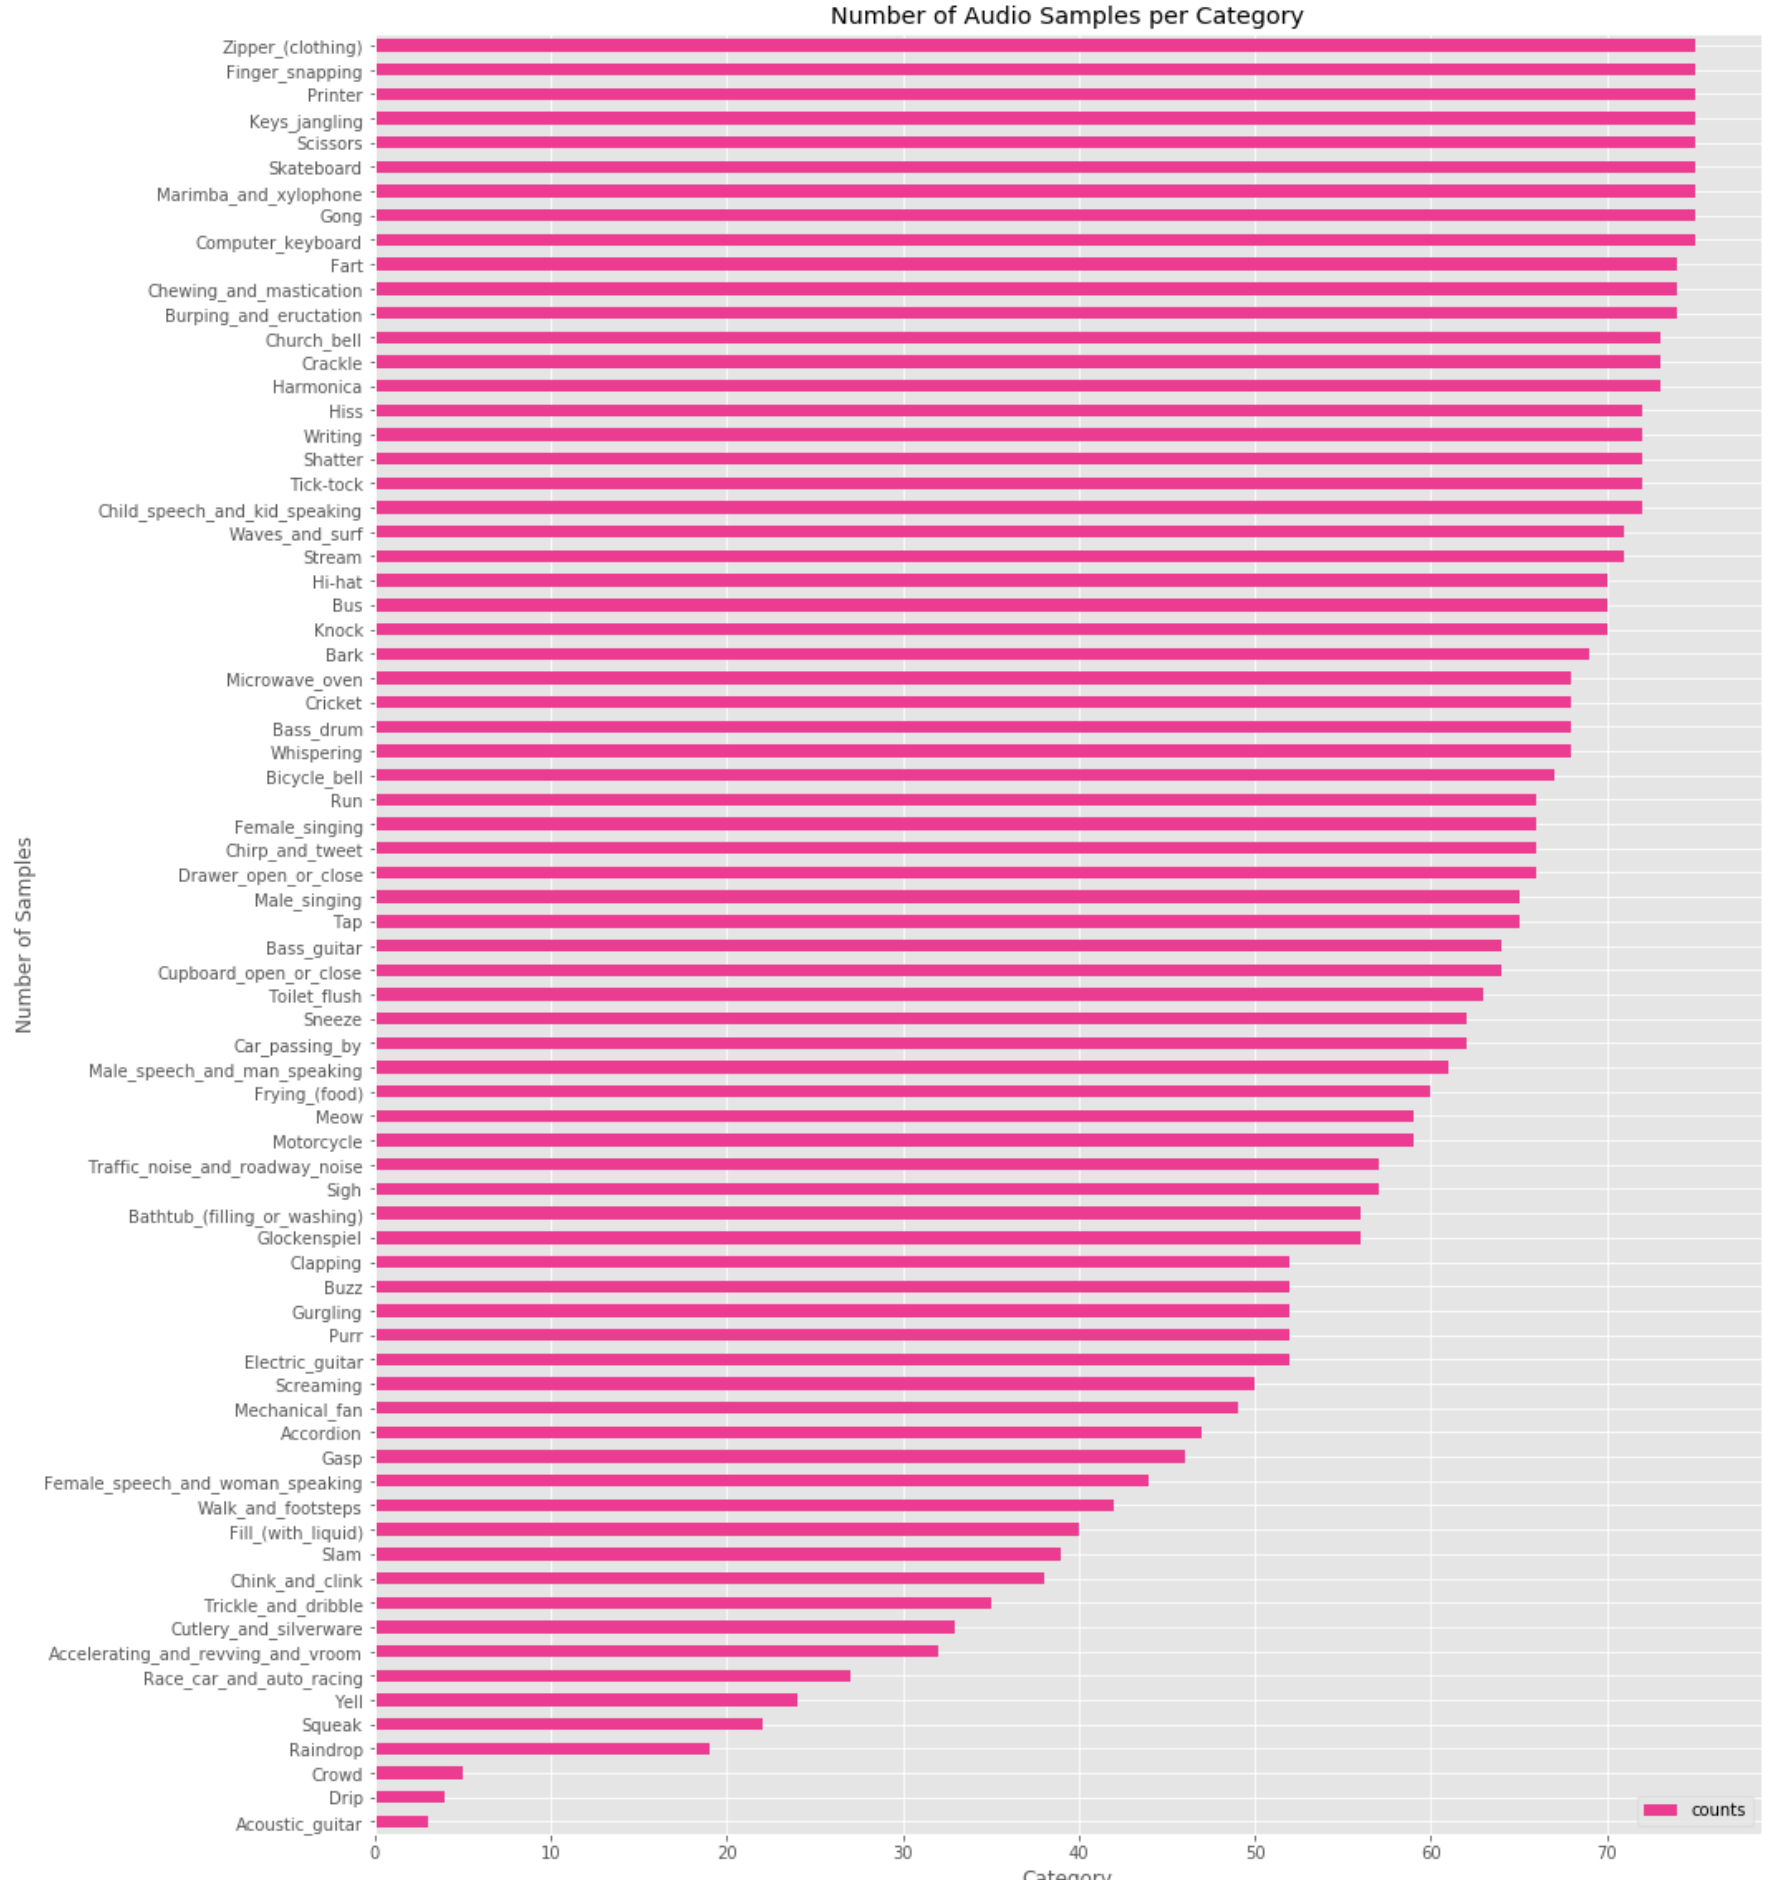 Number of Audio Samples per Category
Zipper_(clothing)
Finger_snapping
Printer
Keys_jangling
Scissors
Skateboard
Marimba_and_xylophone
Gong
Computer_keyboard
Fart
Chewing_and_mastication
Burping_and_eructation
Church_bell
Crackle
Harmonica
Hiss
Writing
Shatter
Tick-tock
Child_speech_and_kid_speaking
Waves_and_surf
Stream
Hi-hat
Bus
Knock
Bark
Microwave_oven
Cricket
Bass_drum
Whispering
Bicycle_bell
Run
Female_singing
Chirp_and_tweet
Drawer_open_or_close
Male_singing
Tap
Bass_guitar
Cupboard_open_or_close
Toilet_flush
Sneeze
Car_passing_by
Male_speech_and_man_speaking
Frying_(food)
Meow
Motorcycle
Traffic_noise_and_roadway_noise
Sigh
Bathtub_(filling_or_washing)
Glockenspiel
Clapping
Buzz
Gurgling
Purr
Electric_guitar
Screaming
Mechanical_fan
Accordion
Gasp
Female_speech_and_woman_speaking
Walk_and_footsteps
Fill_(with_liquid)
Slam
Chink_and_clink
Trickle_and_dribble
Cutlery_and_silverware
Accelerating_and_revving_and_vroom
Race_car_and_auto_racing
Yell
Squeak
Raindrop
Crowd
Drip
Acoustic_guitar
Number of Samples
counts
0 10 20 30 40 50 60 70
Category